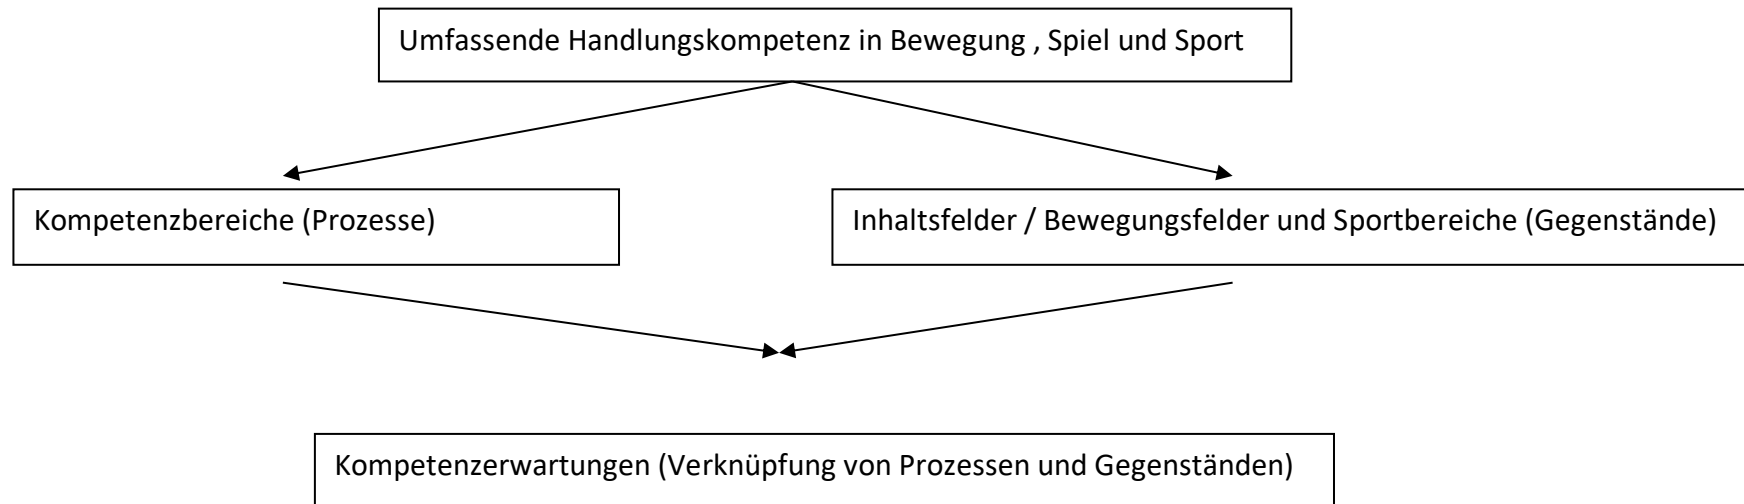 Umfassende Handlungskompetenz in Bewegung , Spiel und Sport
Kompetenzbereiche (Prozesse)
Inhaltsfelder / Bewegungsfelder und Sportbereiche (Gegenstände)
Kompetenzerwartungen (Verknüpfung von Prozessen und Gegenständen)